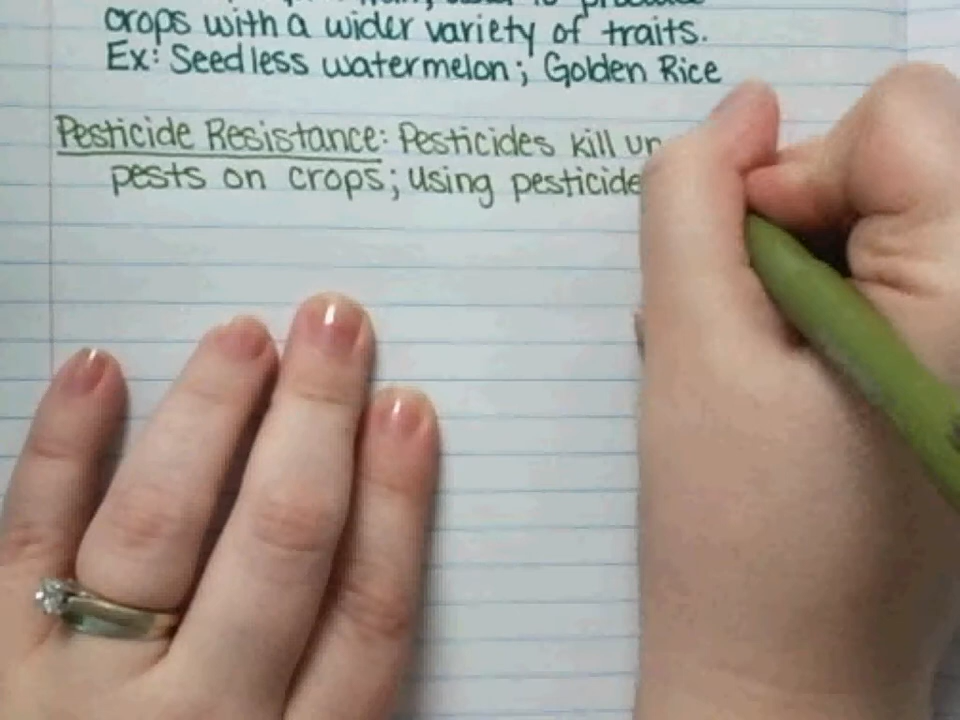 crops with a wider variety of traits.
Ex: Seedless watermelon; Golden Rice
Pesticide Resistance: Pesticides kill
pests on crops; using